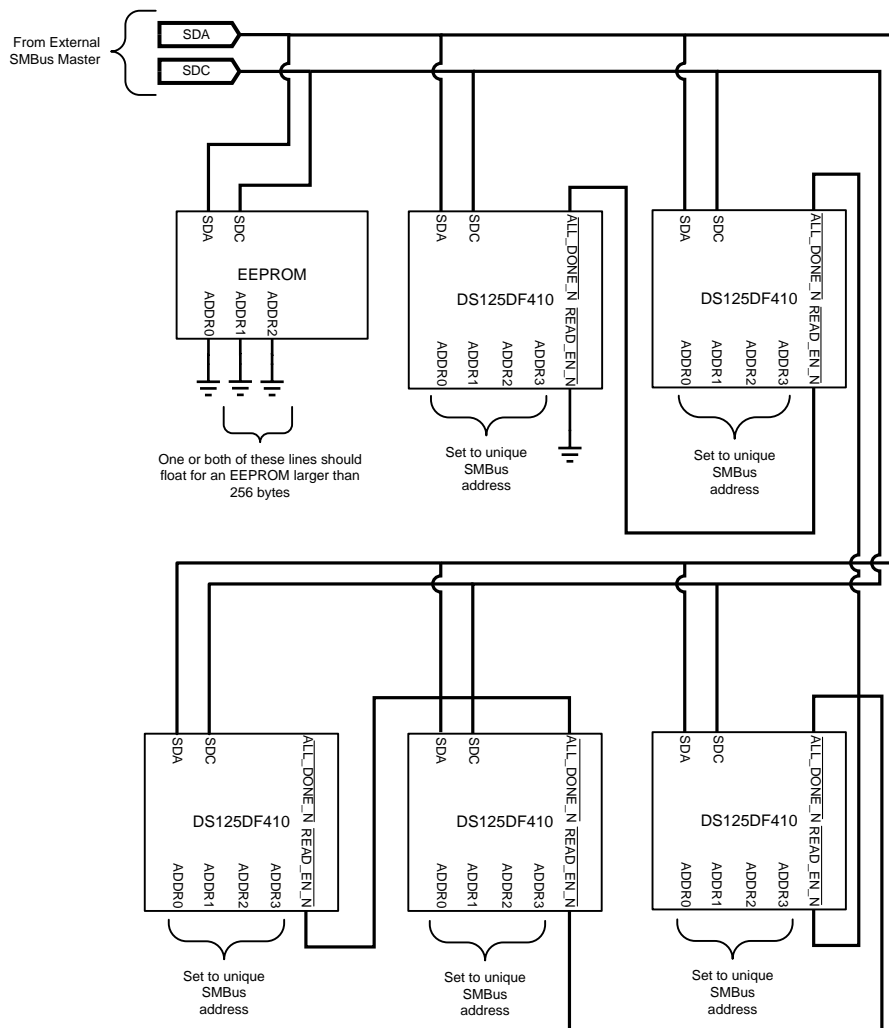 From External
SMBus Master
SDA
SDC
SDA
SDC
EEPROM
ADDR0
ADDR1
ADDR2
One or both of these lines should
float for an EEPROM larger than
256 bytes
SDA
SDC
ALL_DONE_N
DS125DF410
READ_EN_N
ADDR0
ADDR1
ADDR2
ADDR3
Set to unique
SMBus
address
SDA
SDC
ALL_DONE_N
DS125DF410
READ_EN_N
ADDR0
ADDR1
ADDR2
ADDR3
Set to unique
SMBus
address
SDA
SDC
ALL_DONE_N
DS125DF410
READ_EN_N
ADDR0
ADDR1
ADDR2
ADDR3
Set to unique
SMBus
address
SDA
SDC
ALL_DONE_N
DS125DF410
READ_EN_N
ADDR0
ADDR1
ADDR2
ADDR3
Set to unique
SMBus
address
SDA
SDC
ALL_DONE_N
DS125DF410
READ_EN_N
ADDR0
ADDR1
ADDR2
ADDR3
Set to unique
SMBus
address